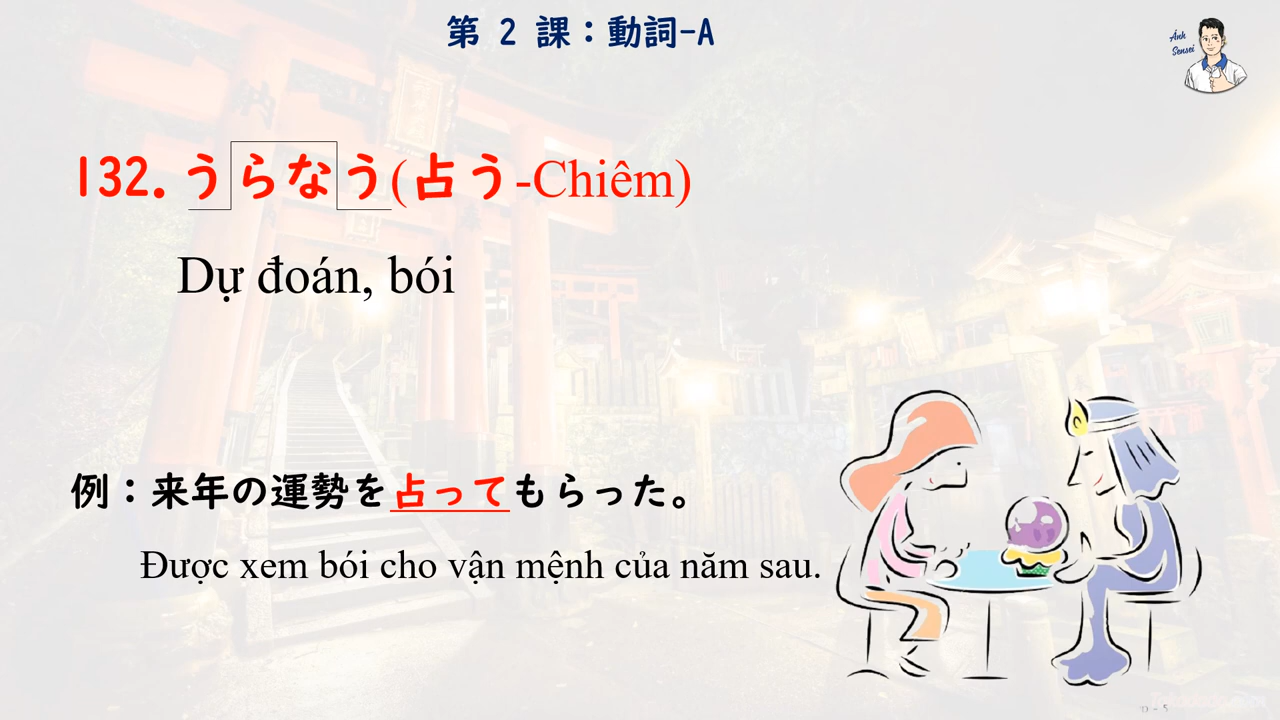 第 2 課：動詞-A
Ánh
Sensei
132. うらなう(占う-Chiêm)
Dự đoán, bói
例：来年の運勢を占ってもらった。
Được xem bói cho vận mệnh của năm sau.